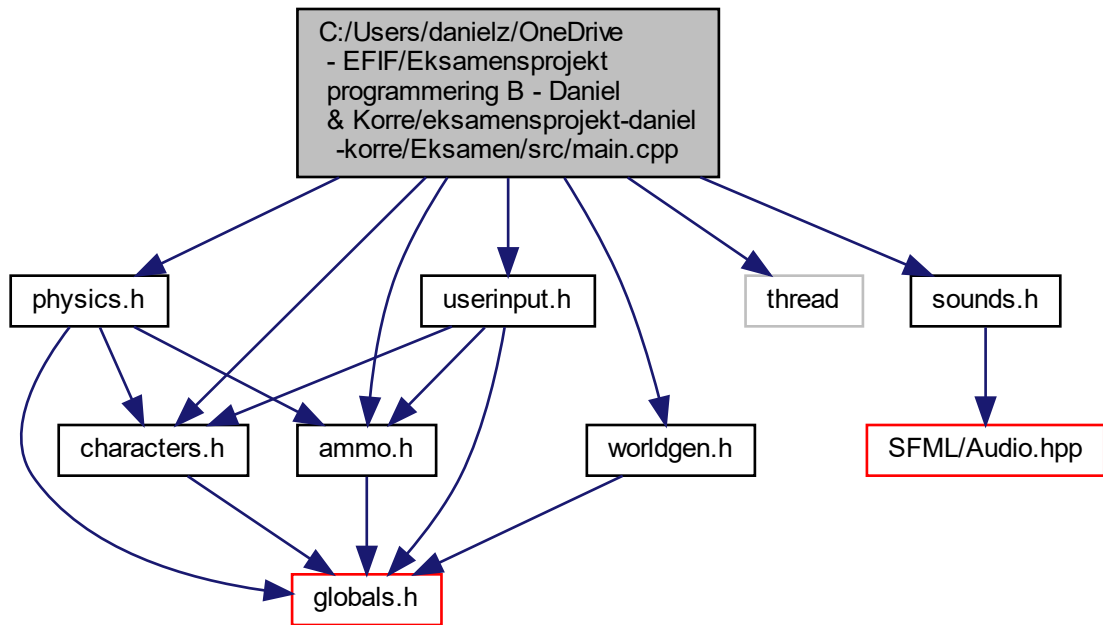 C:/Users/danielz/OneDrive
- EFIF/Eksamensprojekt
programmering B - Daniel
& Korre/eksamensprojekt-daniel
-korre/Eksamen/src/main.cpp
physics.h
userinput.h
thread
sounds.h
characters.h
ammo.h
worldgen.h
SFML/Audio.hpp
globals.h